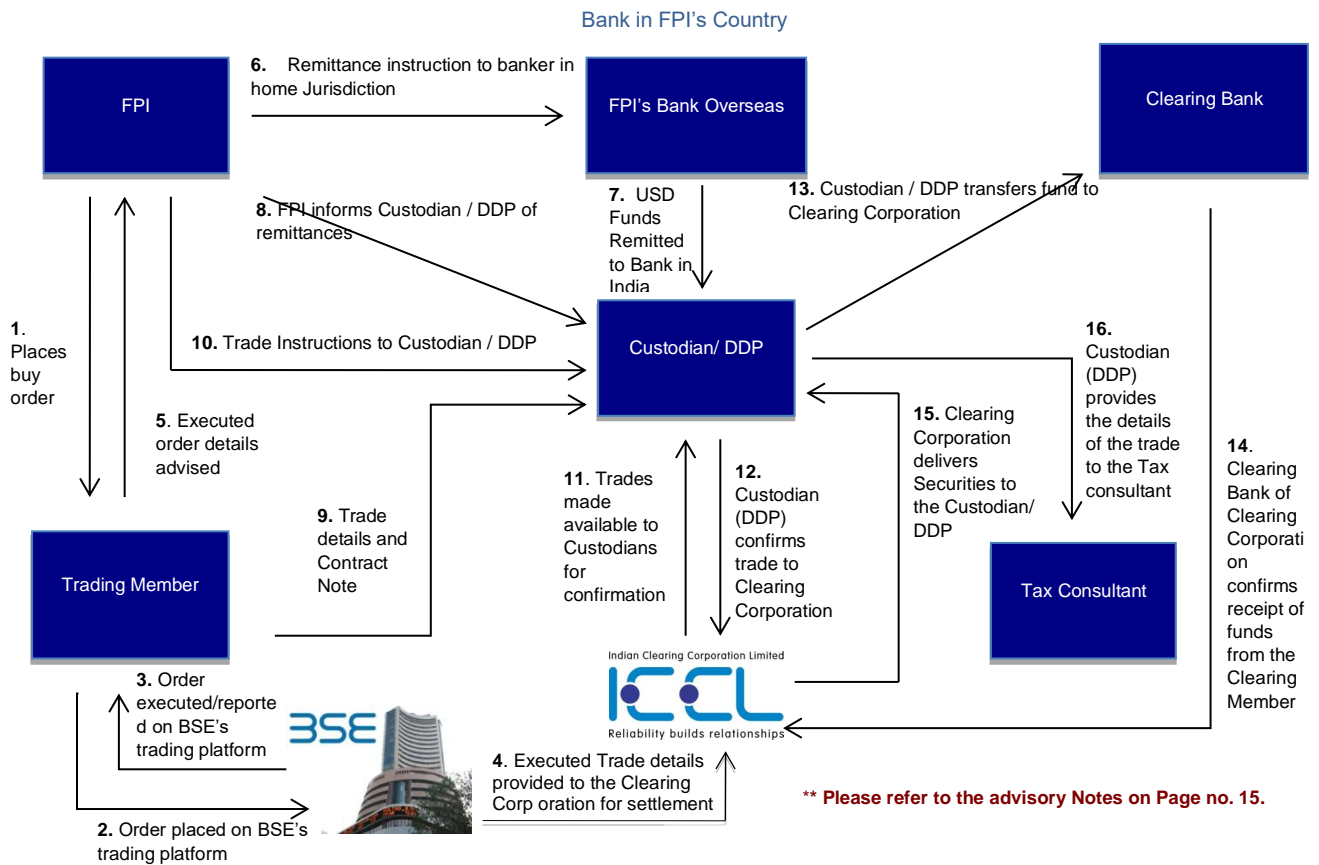 Bank in FPI's Country
FPI
6. Remittance instruction to banker in
home Jurisdiction
FPI's Bank Overseas
Clearing Bank
8. FPI informs Custodian / DDP of
remittances
7. USD
Funds
Remitted
to Bank in
India
13. Custodian / DDP transfers fund to
Clearing Corporation
1.
Places
buy
order
10. Trade Instructions to Custodian / DDP
Custodian/ DDP
16.
Custodian
(DDP)
provides
the details
of the trade
to the Tax
consultant
5. Executed
order details
advised
9. Trade
details and
Contract
Note
11. Trades
made
available to
Custodians
for
confirmation
12.
Custodian
(DDP)
confirms
trade to
Clearing
Corporation
15. Clearing
Corporation
delivers
Securities to
the Custodian/
DDP
14.
Clearing
Bank of
Clearing
Corporati
on
confirms
receipt of
funds
from the
Clearing
Member
Trading Member
Tax Consultant
3. Order
executed/reporte
d on BSE's
trading platform
BSE
Indian Clearing Corporation Limited
ICCL
Reliability builds relationships
4. Executed Trade details
provided to the Clearing
Corp oration for settlement
** Please refer to the advisory Notes on Page no. 15.
2. Order placed on BSE's
trading platform